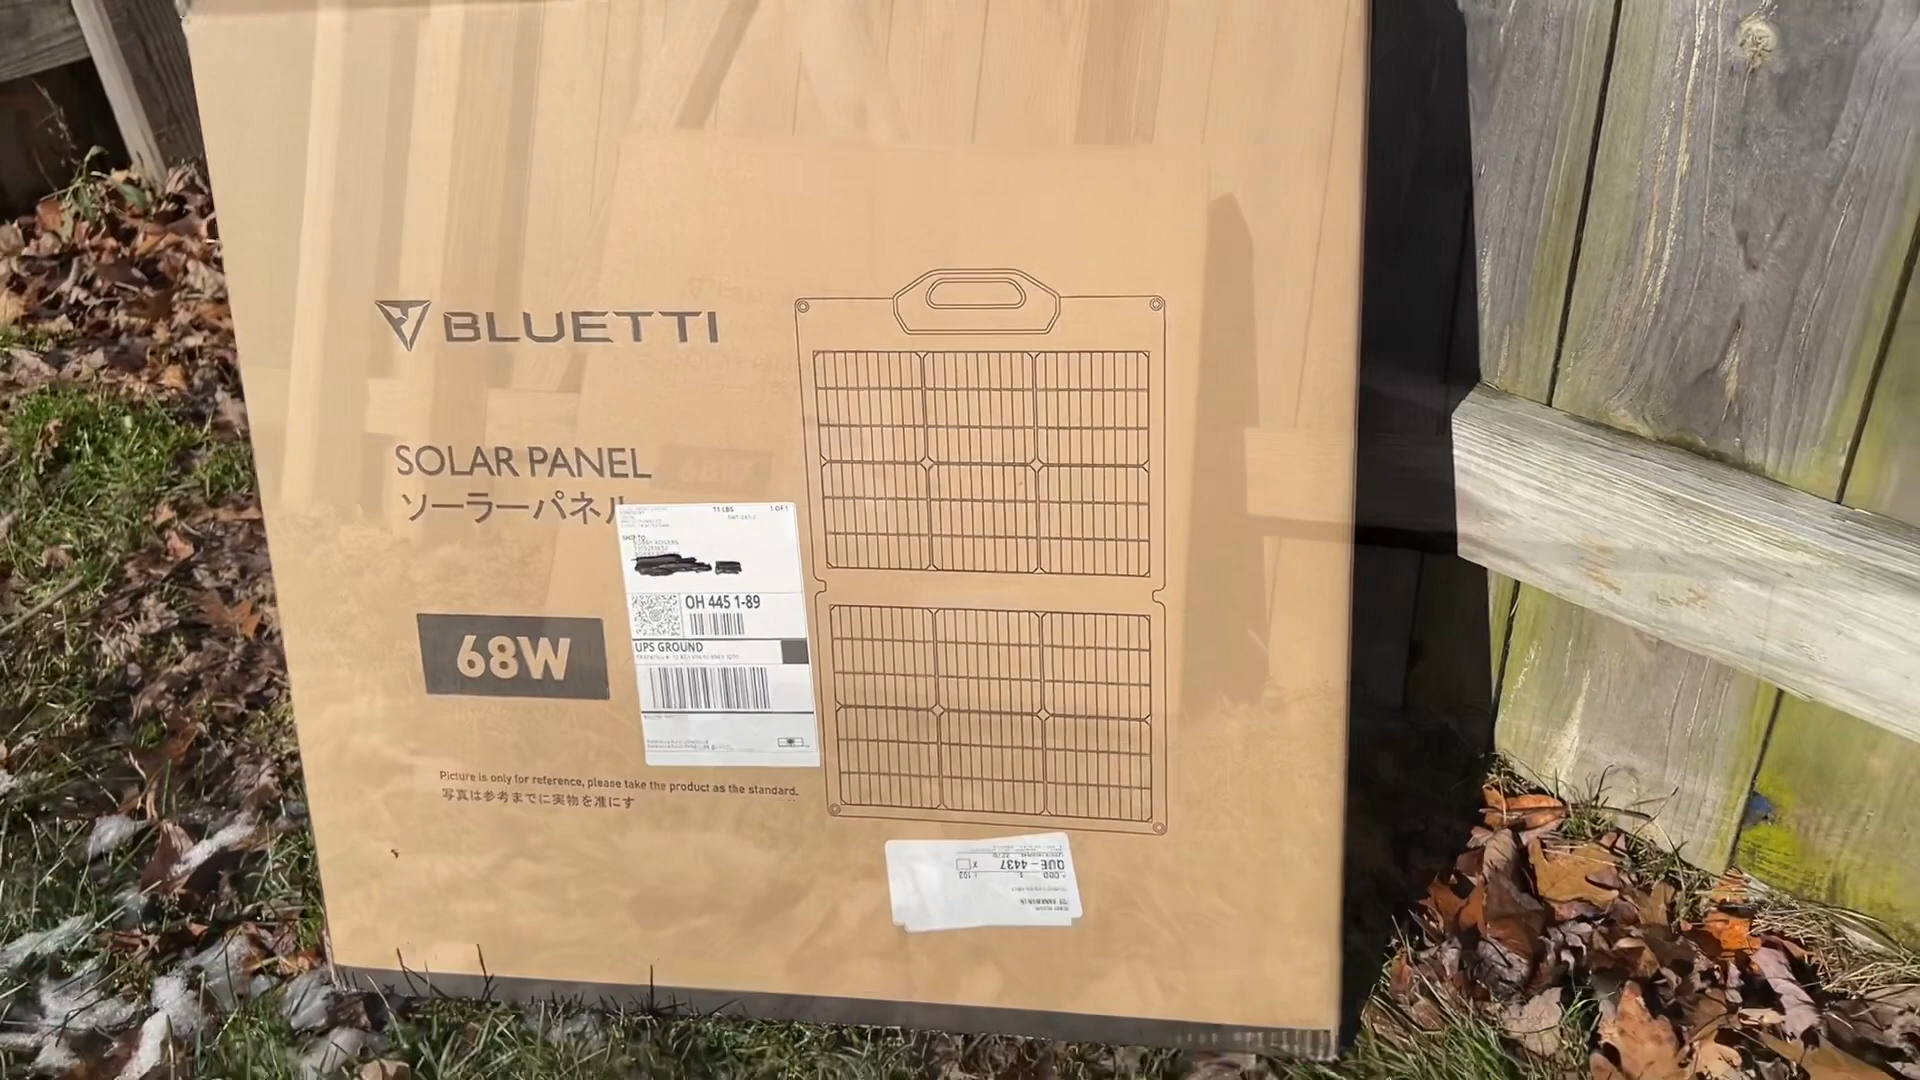 BLUETTI
SOLAR PANEL
ソーラーパネル
11 LBS
1 OF 1
SHIP TO:
OH 445 1-89
UPS GROUND
68W
Picture is only for reference, please take the product as the standard.
写真は参考までに実物を准にす
QUE-4437